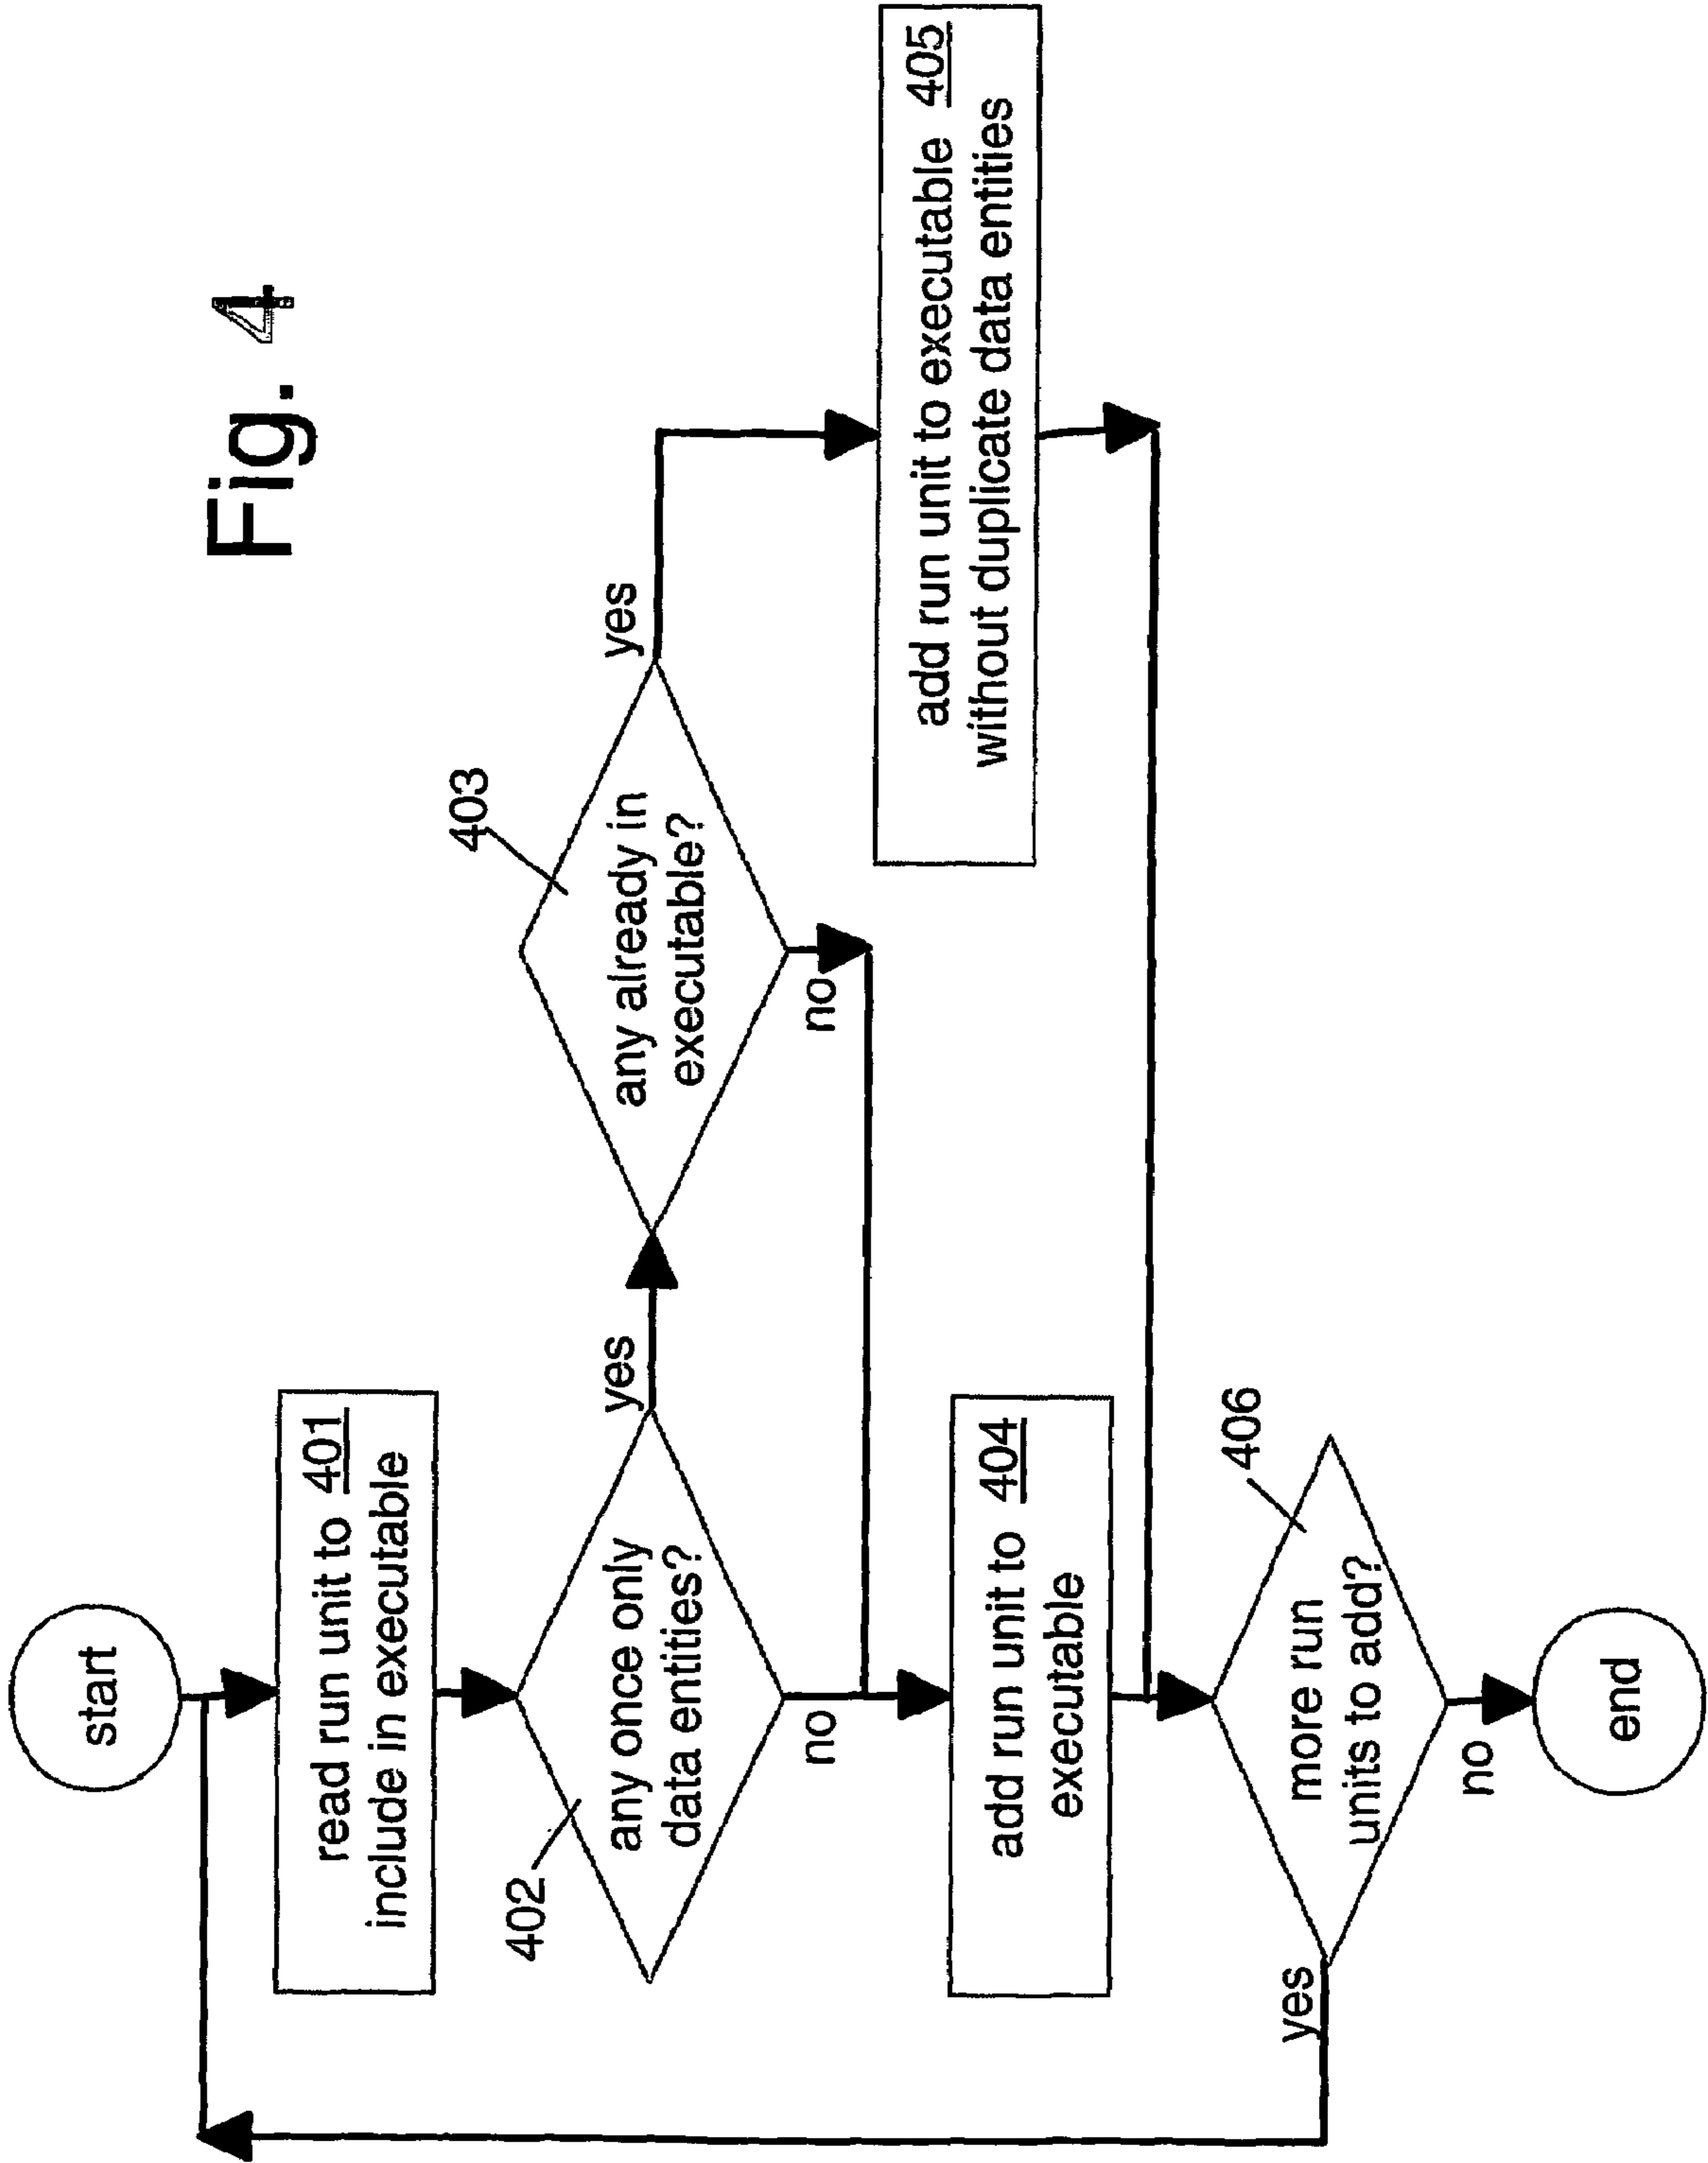 Fig. 4
start
read run unit to 401
include in executable
402
any once only
data entities?
yes
no
403
any already in
executable?
yes
no
add run unit to 404
executable
add run unit to executable 405
without duplicate data entities
406
more run
units to add?
yes
no
end